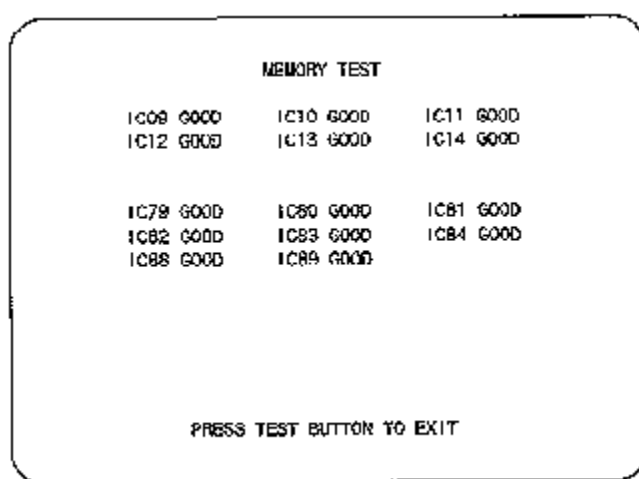 MEMORY TEST
IC09 GOOD IC10 GOOD IC11 GOOD
IC12 GOOD IC13 GOOD IC14 GOOD
IC79 GOOD IC80 GOOD IC81 GOOD
IC82 GOOD IC83 GOOD IC84 GOOD
IC88 GOOD IC89 GOOD
PRESS TEST BUTTON TO EXIT